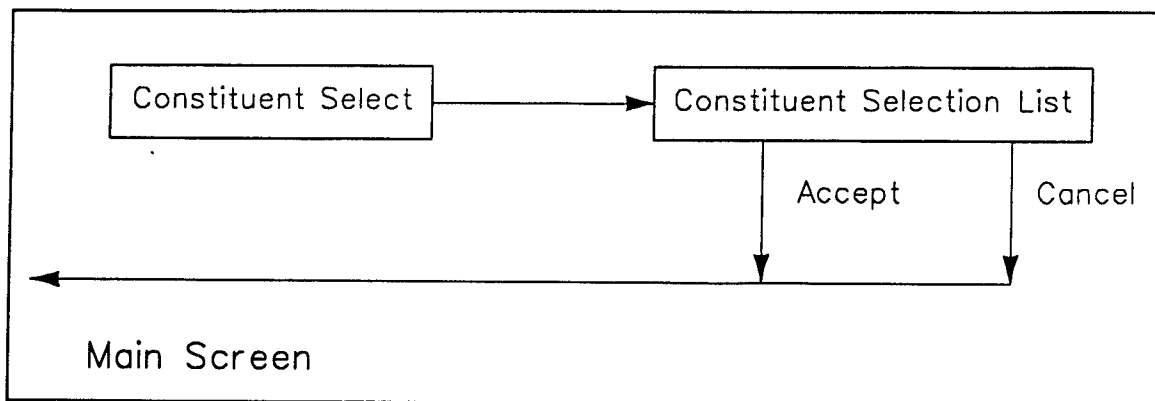 Constituent Select
Constituent Selection List
Accept
Cancel
Main Screen